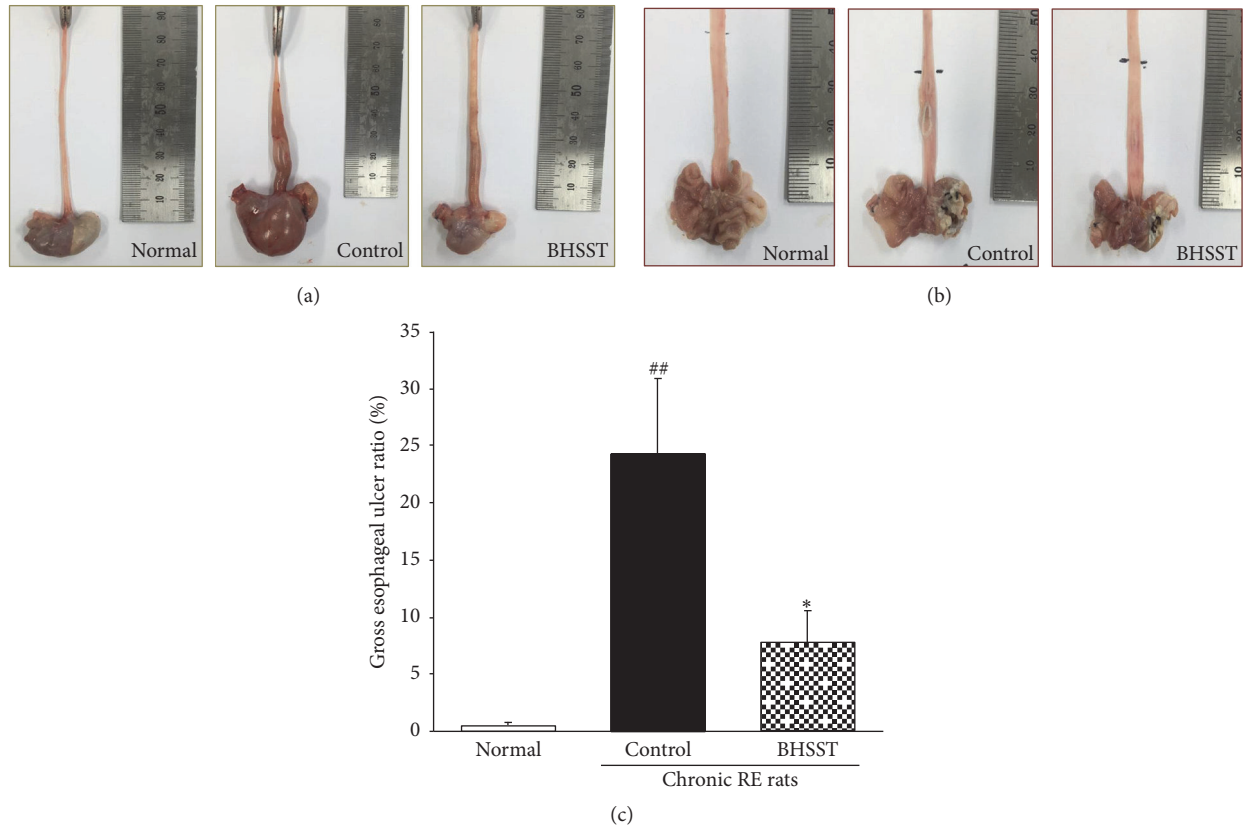 Normal
Control
BHSST
Normal
Control
BHSST
(a)
(b)
35
30
25
20
15
10
5
0
Gross esophageal ulcer ratio (%)
##
*
Normal
Control
BHSST
Chronic RE rats
(c)